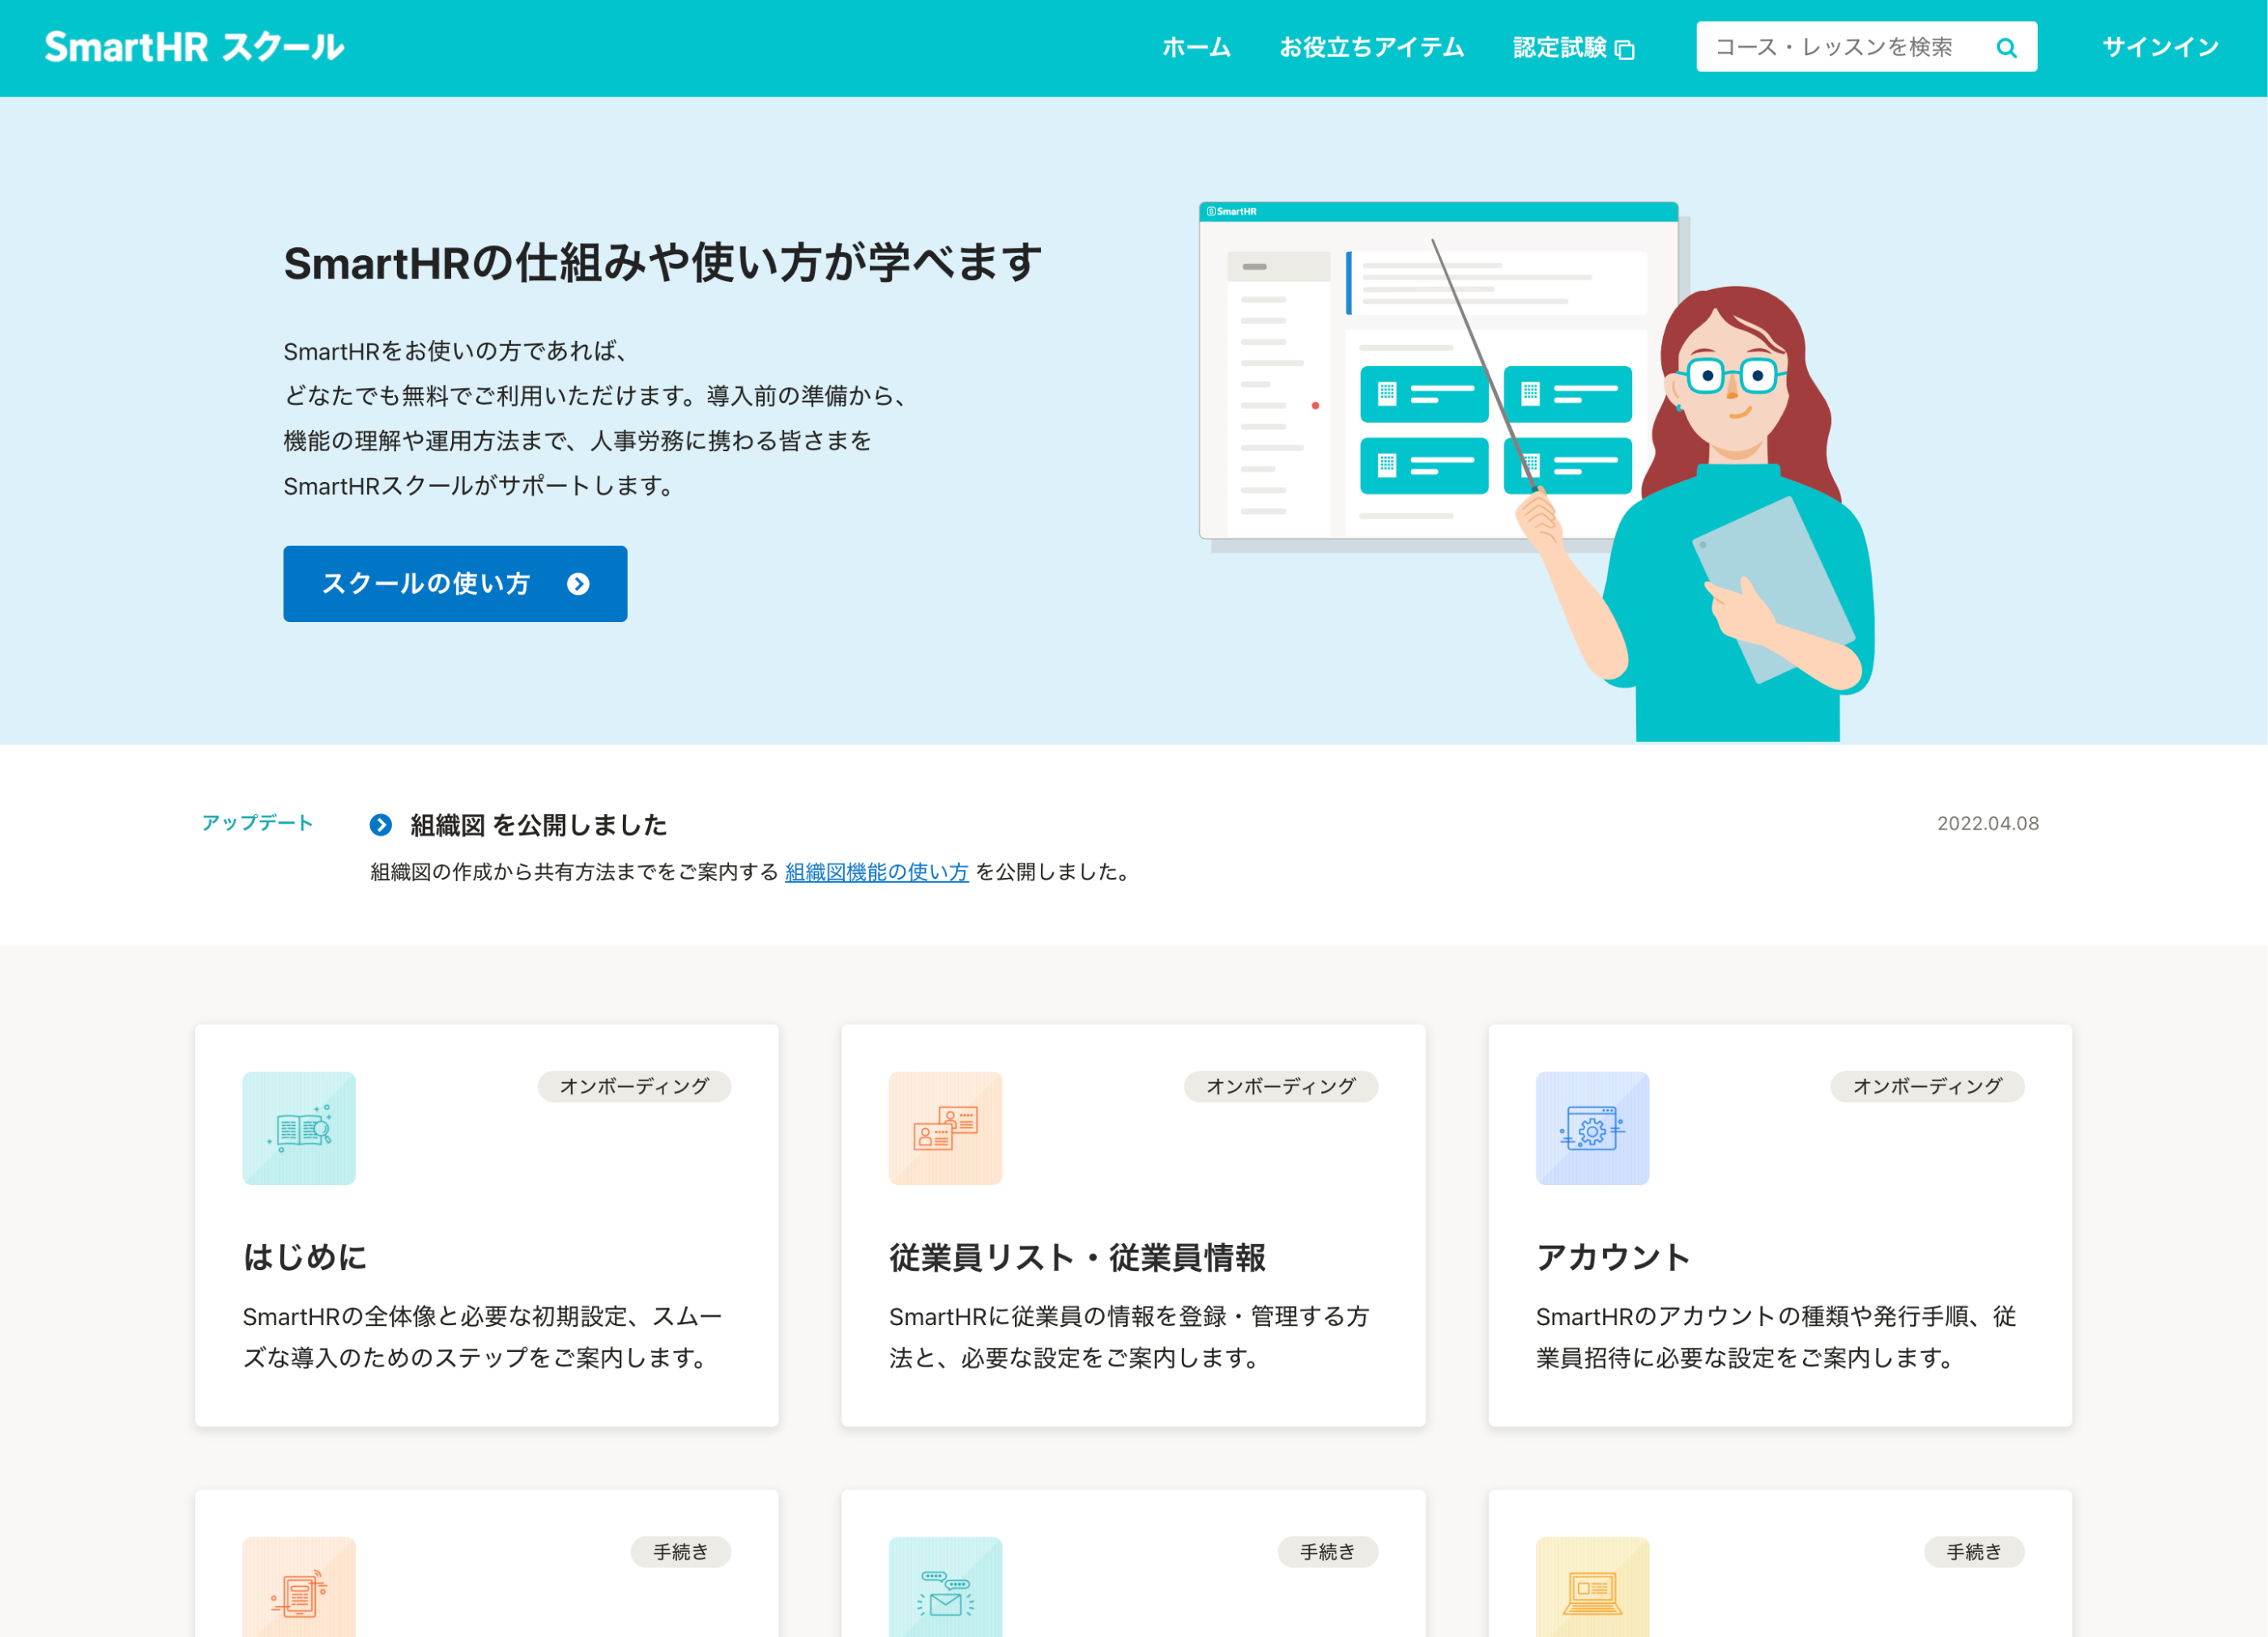 SmartHR スクール
ホーム
お役立ちアイテム
認定試験
コース・レッスンを検索
サインイン
SmartHR
SmartHRの仕組みや使い方が学べます
SmartHRをお使いの方であれば、
どなたでも無料でご利用いただけます。導入前の準備から、
機能の理解や運用方法まで、人事労務に携わる皆さまを
SmartHRスクールがサポートします。
スクールの使い方
アップデート
組織図 を公開しました
2022.04.08
組織図の作成から共有方法までをご案内する 組織図機能の使い方 を公開しました。
オンボーディング
はじめに
SmartHRの全体像と必要な初期設定、スムー
ズな導入のためのステップをご案内します。
オンボーディング
従業員リスト・従業員情報
SmartHRに従業員の情報を登録・管理する方
法と、必要な設定をご案内します。
オンボーディング
アカウント
SmartHRのアカウントの種類や発行手順、従
業員招待に必要な設定をご案内します。
手続き
手続き
手続き